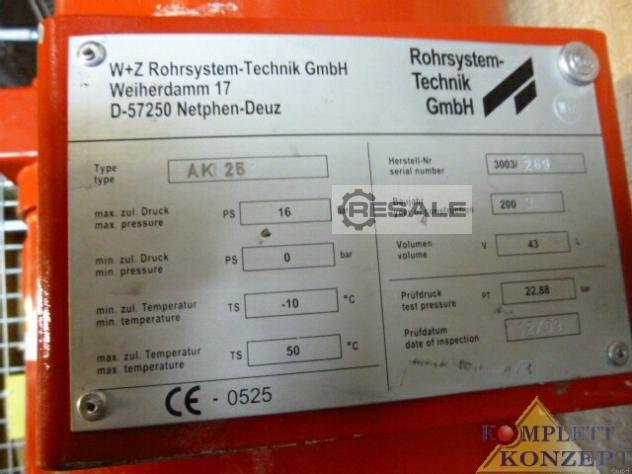 W+Z Rohrsystem-Technik GmbH
Weiherdamm 17
D-57250 Netphen-Deuz
Rohrsystem-
Technik
GmbH
Type
type
AK 25
max. zul. Druck
max. pressure
PS
16
min. zul. Druck
min. pressure
PS
0
bar
min. zul. Temperatur
min. temperature
TS
-10
°C
max. zul. Temperatur
max. temperature
TS
50
°C
CE - 0525
Herstell-Nr.
serial number
3003/ 269
Baujahr
200
RESALE
Volumen
volume
V
43
L
Prüfdruck
test pressure
PT
22,88
bar
Prüfdatum
date of inspection
KOMPLETT
KONZEPT